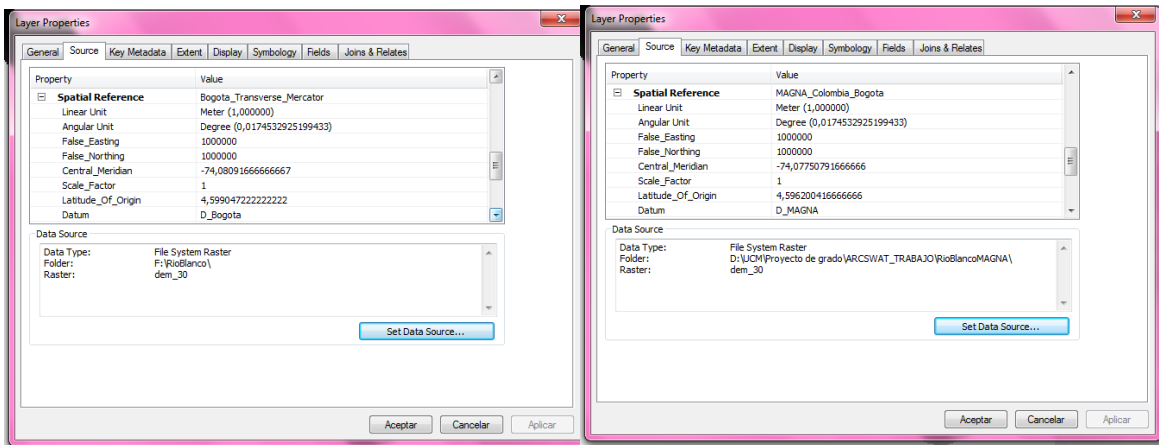 Layer Properties
General Source Key Metadata Extent Display Symbology Fields Joins & Relates
Property Value
Spatial Reference Bogota_Transverse_Mercator
Linear Unit Meter (1,000000)
Angular Unit Degree (0,0174532925199433)
False_Easting 1000000
False_Northing 1000000
Central_Meridian -74,08091666666667
Scale_Factor 1
Latitude_Of_Origin 4,599047222222222
Datum D_Bogota
Data Source
Data Type: File System Raster
Folder: F:\RioBlanco\
Raster: dem_30
Set Data Source...
Aceptar Cancelar Aplicar
Layer Properties
General Source Key Metadata Extent Display Symbology Fields Joins & Relates
Property Value
Spatial Reference MAGNA_Colombia_Bogota
Linear Unit Meter (1,000000)
Angular Unit Degree (0,0174532925199433)
False_Easting 1000000
False_Northing 1000000
Central_Meridian -74,07750791666666
Scale_Factor 1
Latitude_Of_Origin 4,596200416666666
Datum D_MAGNA
Data Source
Data Type: File System Raster
Folder: D:\UCM\Proyecto de grado\ARCSWAT_TRABAJO\RioBlancoMAGNA\
Raster: dem_30
Set Data Source...
Aceptar Cancelar Aplicar